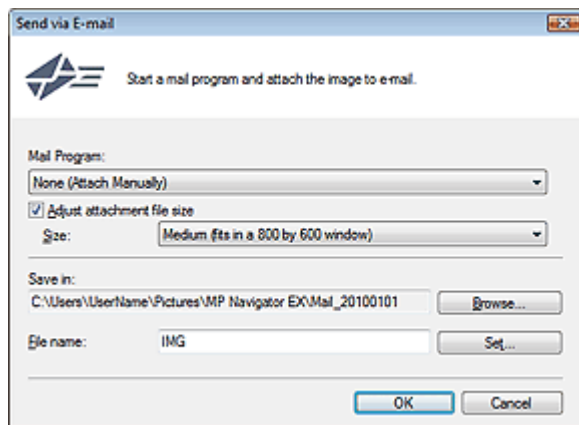 Send via E-mail
Start a mail program and attach the image to e-mail.
Mail Program:
None (Attach Manually)
Adjust attachment file size
Size: Medium (fits in a 800 by 600 window)
Save in:
C:\Users\UserName\Pictures\MP Navigator EX\Mail_20100101 Browse...
File name: IMG Set...
OK Cancel